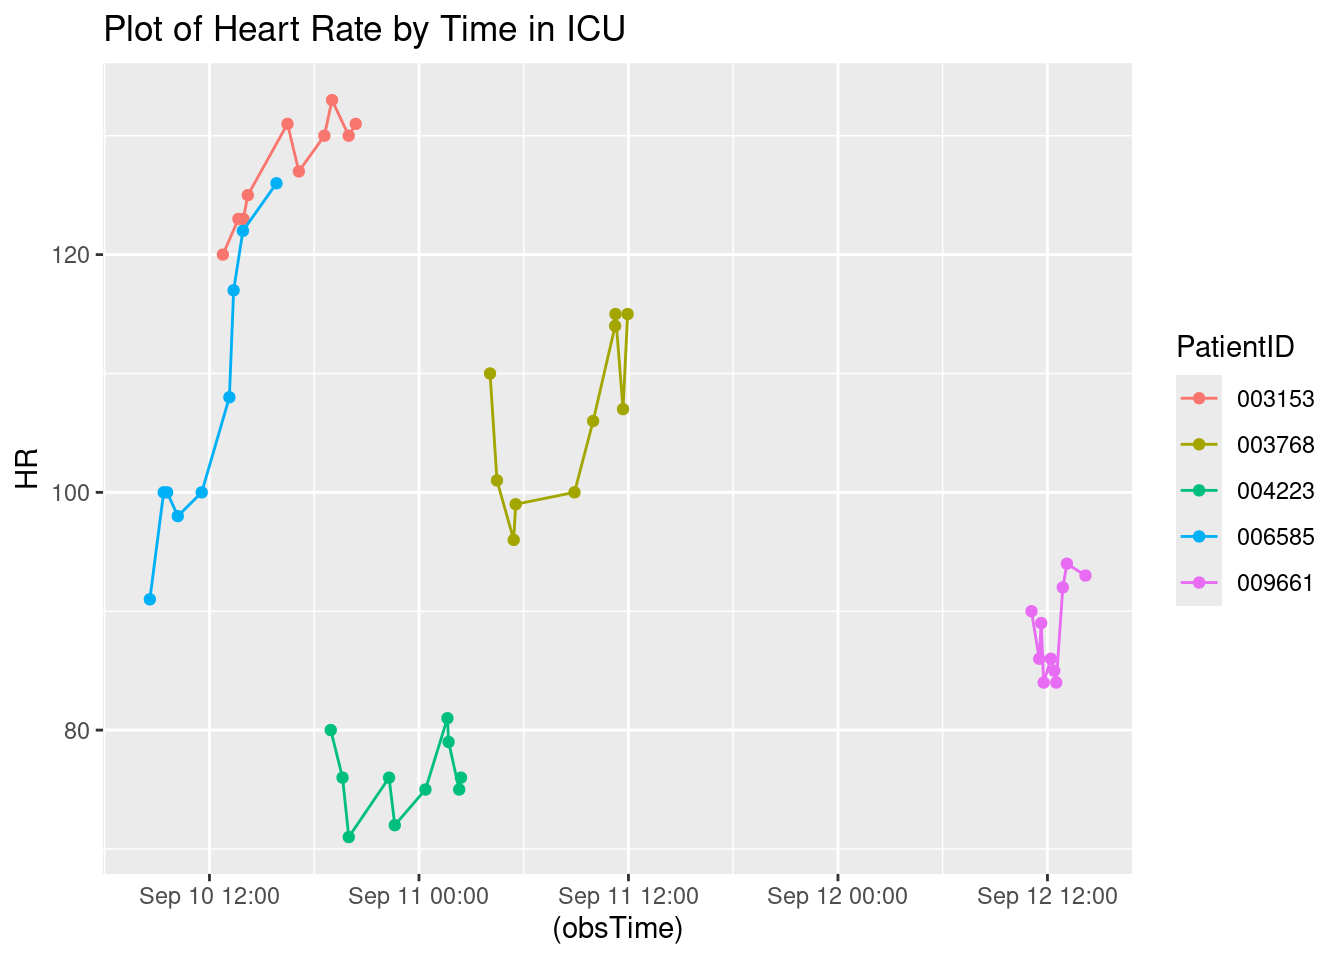 Plot of Heart Rate by Time in ICU
HR
120
100
80
Sep 10 12:00
Sep 11 00:00
Sep 11 12:00
Sep 12 00:00
Sep 12 12:00
(obsTime)
PatientID
003153
003768
004223
006585
009661